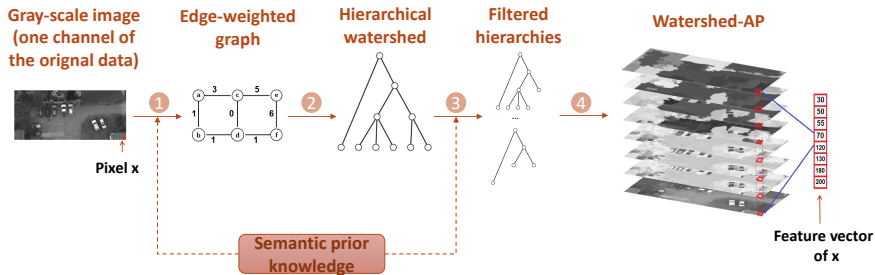 Gray-scale image
(one channel of
the orignal data)
Edge-weighted
graph
Hierarchical
watershed
Filtered
hierarchies
Watershed-AP
1
2
3
4
3
5
a
c
e
1
0
6
b
d
f
1
1
...
30
50
55
70
120
130
180
200
Pixel x
Semantic prior
knowledge
Feature vector
of x